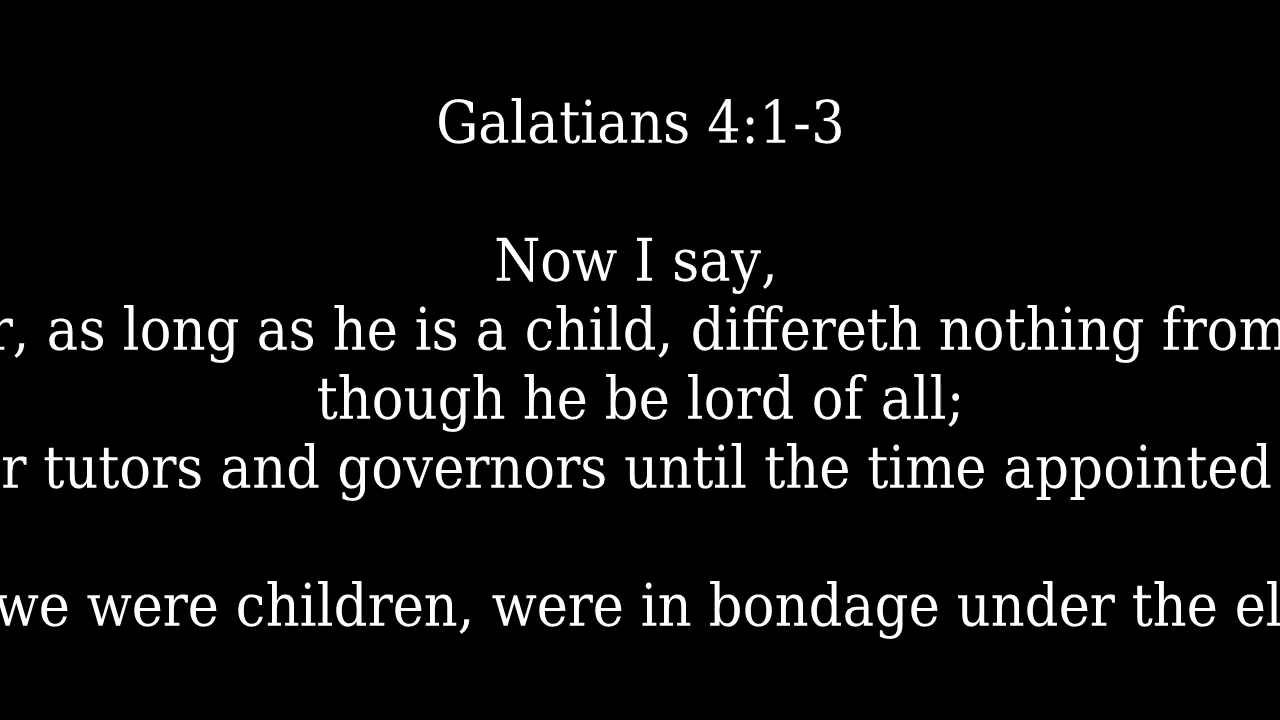 Galatians 4:1-3
Now I say,
as long as he is a child, differeth nothing from
though he be lord of all;
tutors and governors until the time appointed
we were children, were in bondage under the